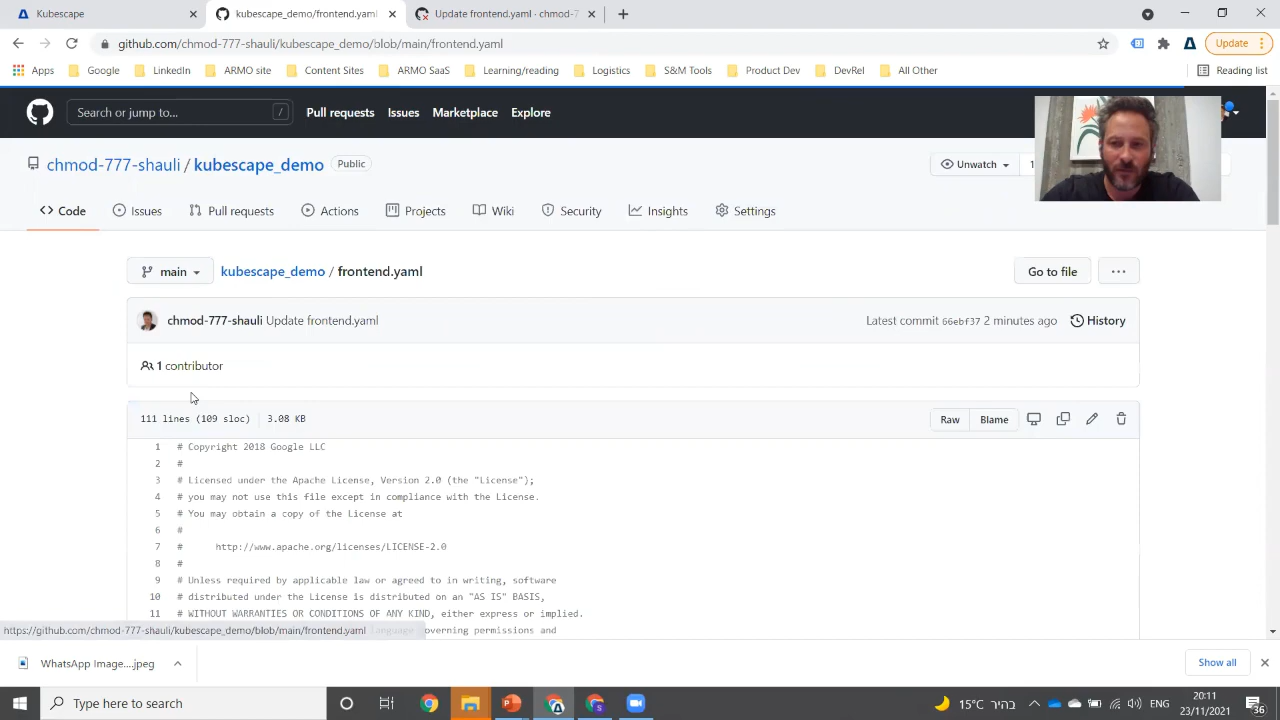 Kubescape
kubescape_demo/frontend.yaml
Update frontend.yaml · chmod-7
github.com/chmod-777-shauli/kubescape_demo/blob/main/frontend.yaml
Update
Apps
Google
LinkedIn
ARMO site
Content Sites
ARMO SaaS
Learning/reading
Logistics
S&M Tools
Product Dev
DevRel
All Other
Reading list
Search or jump to...
/
Pull requests
Issues
Marketplace
Explore
chmod-777-shauli / kubescape_demo
Public
Unwatch
1
Code
Issues
Pull requests
Actions
Projects
Wiki
Security
Insights
Settings
main
kubescape_demo / frontend.yaml
Go to file
chmod-777-shauli Update frontend.yaml
Latest commit 66ebf37 2 minutes ago
History
1 contributor
111 lines (109 sloc)
3.08 KB
Raw
Blame
1 # Copyright 2018 Google LLC
2 #
3 # Licensed under the Apache License, Version 2.0 (the "License");
4 # you may not use this file except in compliance with the License.
5 # You may obtain a copy of the License at
6 #
7 # http://www.apache.org/licenses/LICENSE-2.0
8 #
9 # Unless required by applicable law or agreed to in writing, software
10 # distributed under the License is distributed on an "AS IS" BASIS,
11 # WITHOUT WARRANTIES OR CONDITIONS OF ANY KIND, either express or implied.
https://github.com/chmod-777-shauli/kubescape_demo/blob/main/frontend.yaml
language governing permissions and
WhatsApp Image....jpeg
Show all
Type here to search
15°C בהיר
ENG
20:11
23/11/2021
36